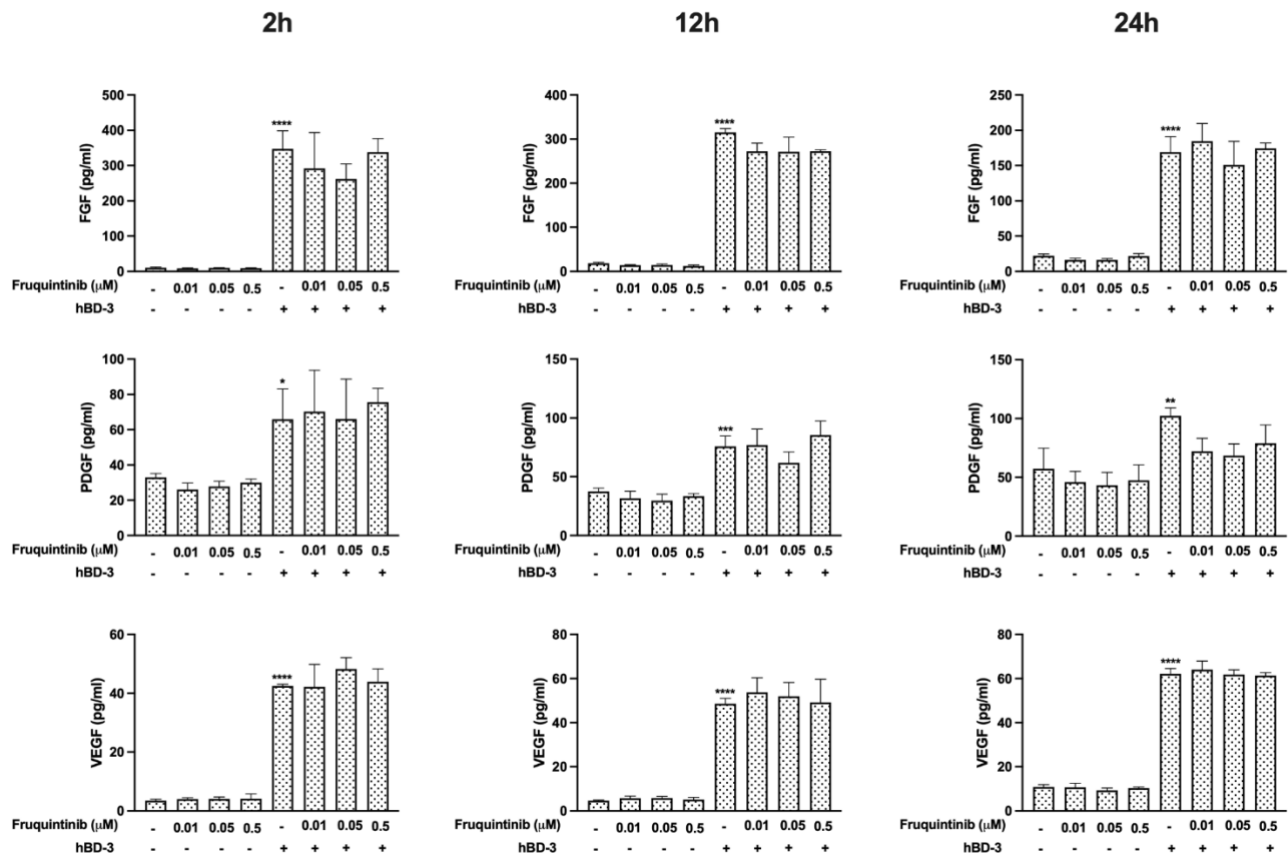 2h 12h 24h
500
400
300
200
100
0
FGF (pg/ml)
****
Fruquintinib (μM) - 0.01 0.05 0.5 - 0.01 0.05 0.5
hBD-3 - - - - + + + +
400
300
200
100
0
FGF (pg/ml)
****
Fruquintinib (μM) - 0.01 0.05 0.5 - 0.01 0.05 0.5
hBD-3 - - - - + + + +
250
200
150
100
50
0
FGF (pg/ml)
****
Fruquintinib (μM) - 0.01 0.05 0.5 - 0.01 0.05 0.5
hBD-3 - - - - + + + +
100
80
60
40
20
0
PDGF (pg/ml)
*
Fruquintinib (μM) - 0.01 0.05 0.5 - 0.01 0.05 0.5
hBD-3 - - - - + + + +
150
100
50
0
PDGF (pg/ml)
***
Fruquintinib (μM) - 0.01 0.05 0.5 - 0.01 0.05 0.5
hBD-3 - - - - + + + +
150
100
50
0
PDGF (pg/ml)
**
Fruquintinib (μM) - 0.01 0.05 0.5 - 0.01 0.05 0.5
hBD-3 - - - - + + + +
60
40
20
0
VEGF (pg/ml)
****
Fruquintinib (μM) - 0.01 0.05 0.5 - 0.01 0.05 0.5
hBD-3 - - - - + + + +
80
60
40
20
0
VEGF (pg/ml)
****
Fruquintinib (μM) - 0.01 0.05 0.5 - 0.01 0.05 0.5
hBD-3 - - - - + + + +
80
60
40
20
0
VEGF (pg/ml)
****
Fruquintinib (μM) - 0.01 0.05 0.5 - 0.01 0.05 0.5
hBD-3 - - - - + + + +